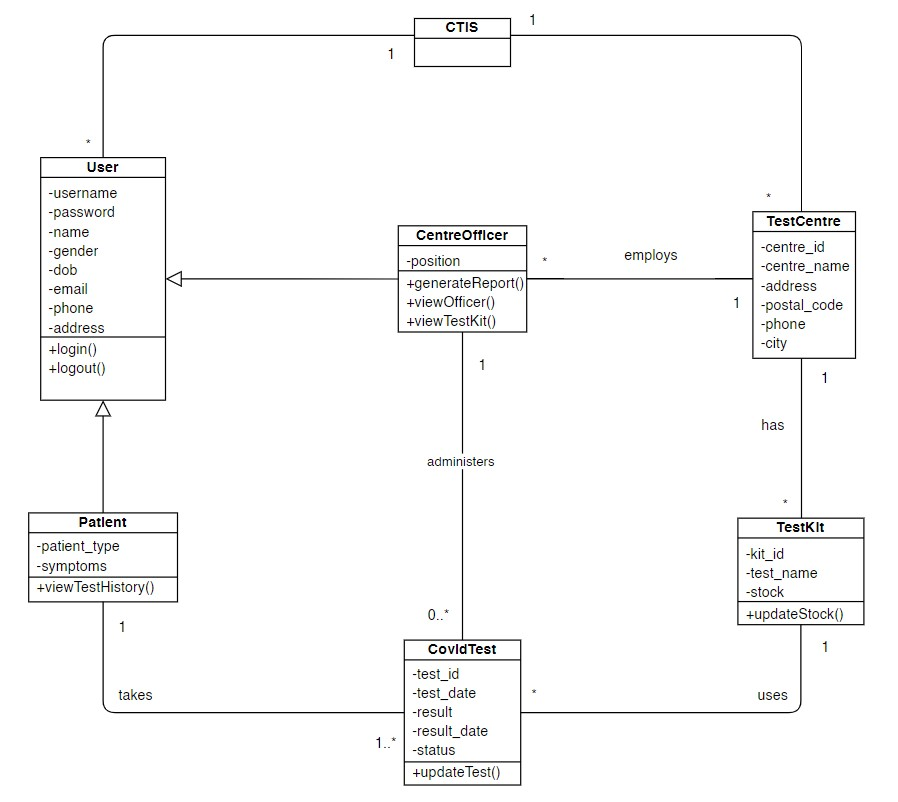 CTIS
1
1
*
User
-username
-password
-name
-gender
-dob
-email
-phone
-address
+login()
+logout()
CentreOfficer
-position
+generateReport()
+viewOfficer()
+viewTestKit()
*
employs
1
*
TestCentre
-centre_id
-centre_name
-address
-postal_code
-phone
-city
1
administers
0..*
1
has
*
Patient
-patient_type
-symptoms
+viewTestHistory()
1
takes
1..*
CovidTest
-test_id
-test_date
-result
-result_date
-status
+updateTest()
*
uses
1
TestKit
-kit_id
-test_name
-stock
+updateStock()